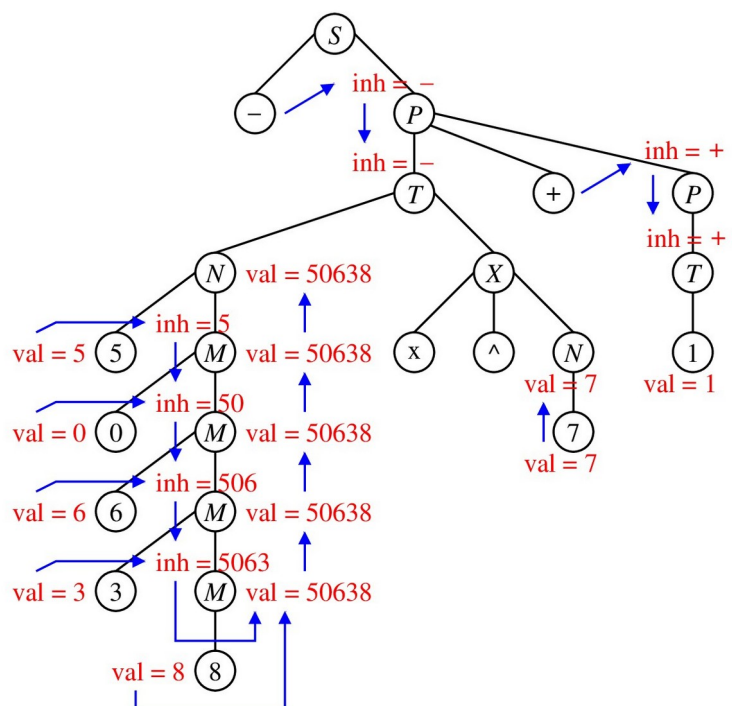 S
inh = −
− P
inh = − inh = +
T + P
inh = +
N val = 50638 X T
inh = 5
val = 5 5 M val = 50638 x ^ N 1
val = 7 val = 1
inh = 50
val = 0 0 M val = 50638 7
val = 7
inh = 506
val = 6 6 M val = 50638
inh = 5063
val = 3 3 M val = 50638
val = 8 8